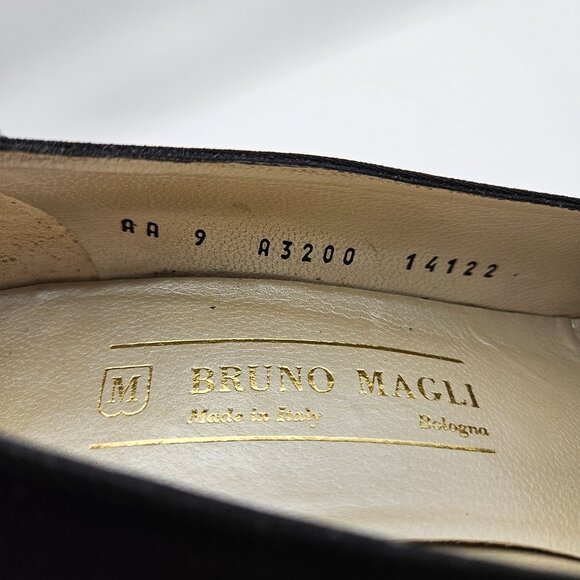 AA 9 A3200 14122
M BRUNO MAGLI
Made in Italy Bologna